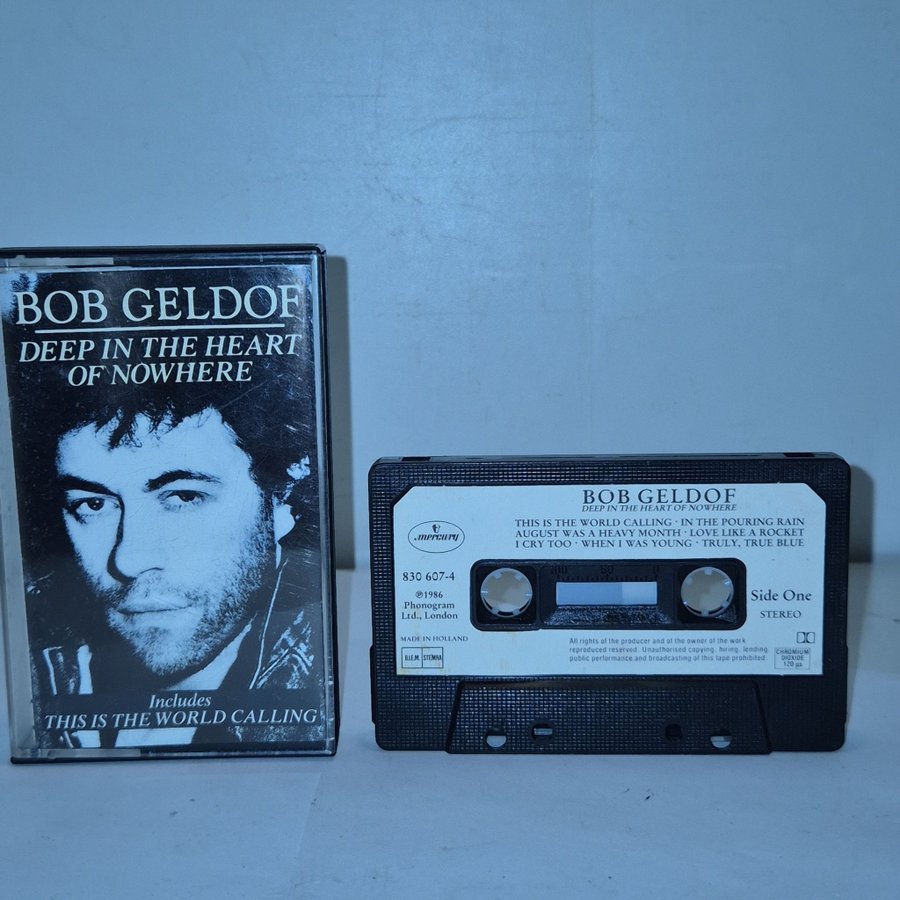 BOB GELDOF
DEEP IN THE HEART
OF NOWHERE
Includes
THIS IS THE WORLD CALLING
BOB GELDOF
DEEP IN THE HEART OF NOWHERE
THIS IS THE WORLD CALLING · IN THE POURING RAIN
AUGUST WAS A HEAVY MONTH · LOVE LIKE A ROCKET
I CRY TOO · WHEN I WAS YOUNG · TRULY, TRUE BLUE
mercury
830 607-4
℗1986
Phonogram
Ltd., London
MADE IN HOLLAND
B.I.E.M. STEMRA
100 50 0
Side One
STEREO
All rights of the producer and of the owner of the work
reproduced reserved. Unauthorised copying, hiring, lending,
public performance and broadcasting of this tape prohibited.
CHROMIUM
DIOXIDE
120 µs